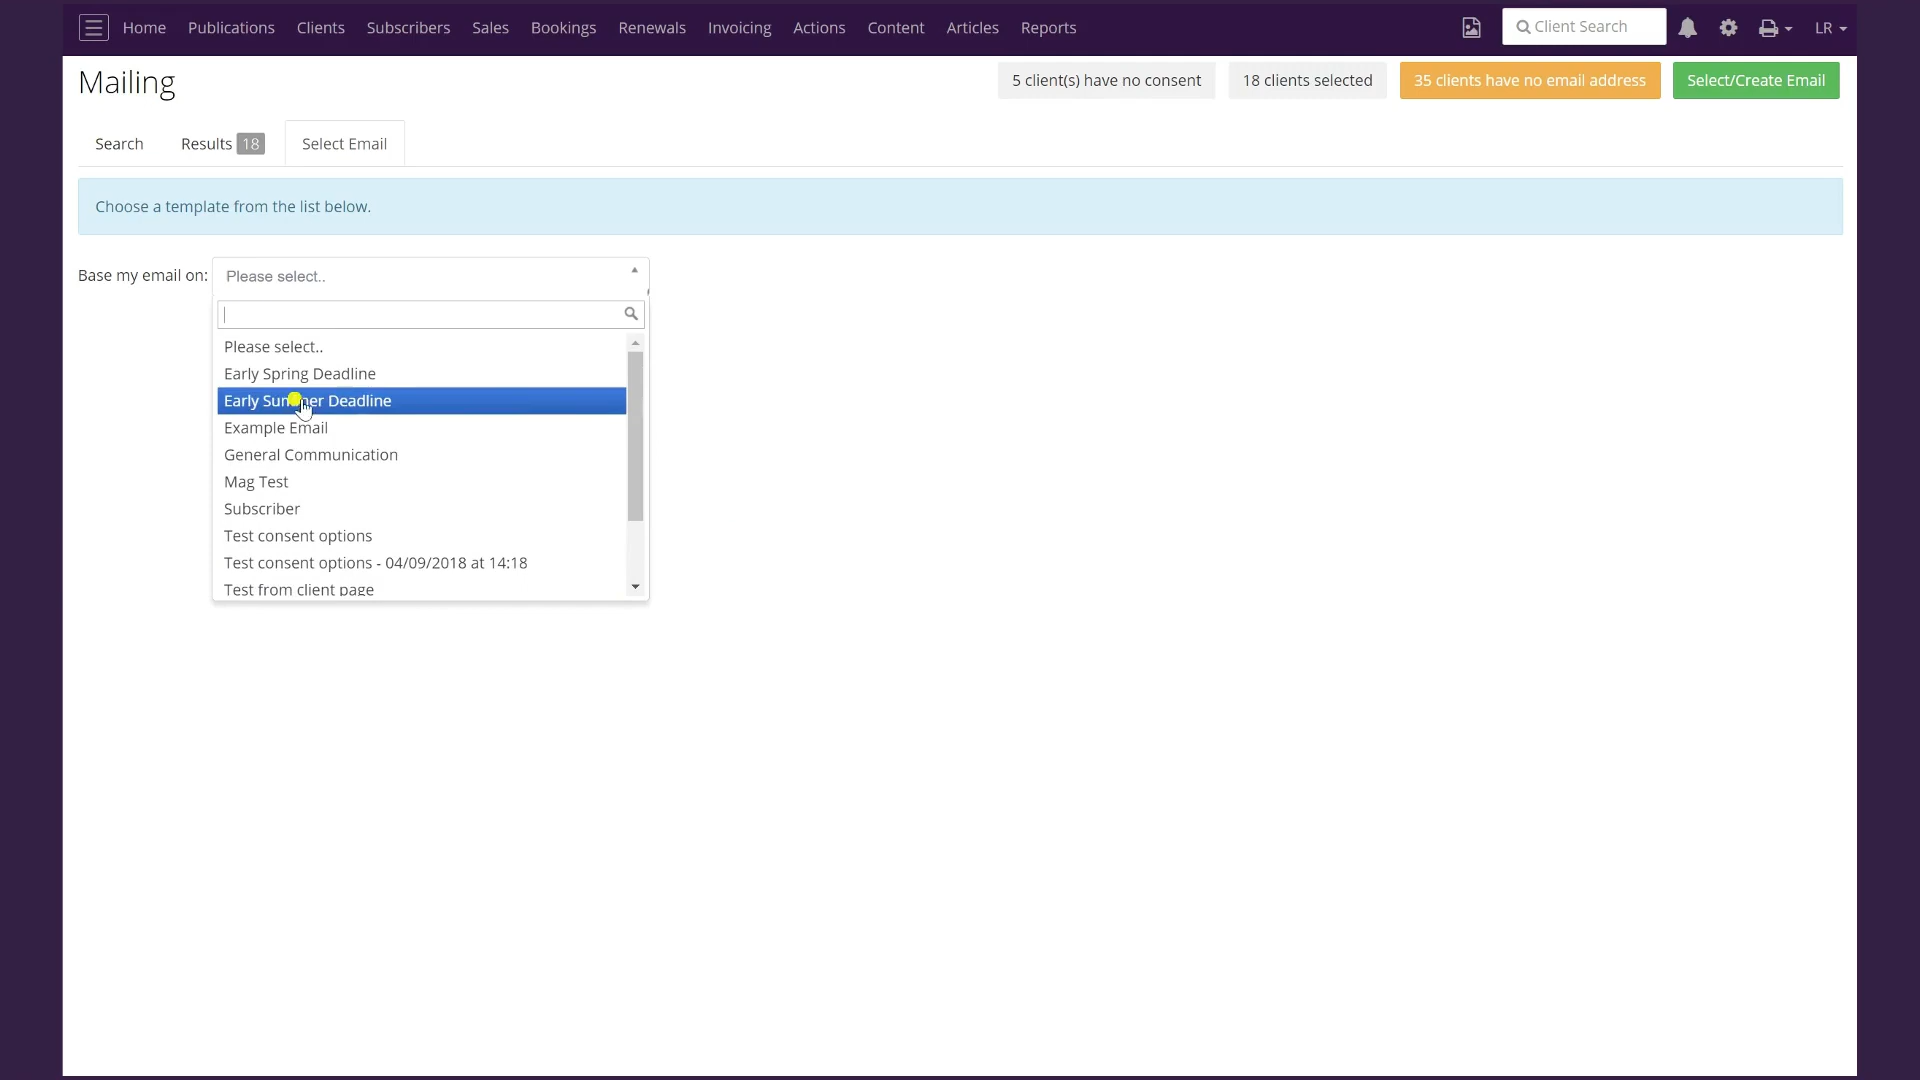 Home Publications Clients Subscribers Sales Bookings Renewals Invoicing Actions Content Articles Reports Client Search LR
Mailing
5 client(s) have no consent 18 clients selected 35 clients have no email address Select/Create Email
Search Results 18 Select Email
Choose a template from the list below.
Base my email on: Please select..
Please select..
Early Spring Deadline
Early Summer Deadline
Example Email
General Communication
Mag Test
Subscriber
Test consent options
Test consent options - 04/09/2018 at 14:18
Test from client page